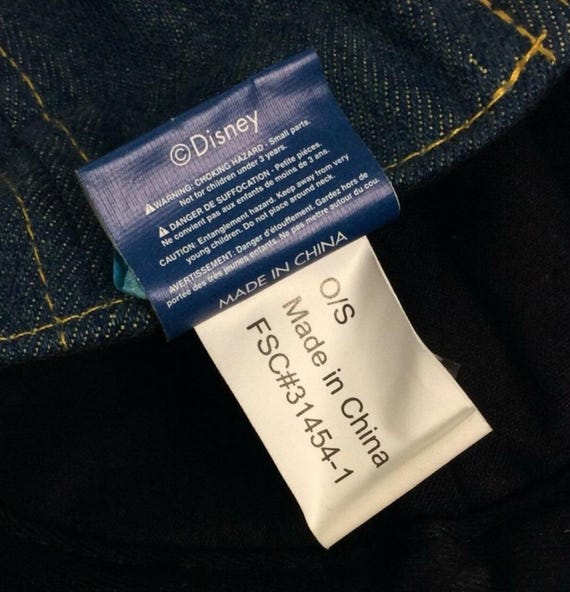 ©Disney
⚠WARNING: CHOKING HAZARD - Small parts.
Not for children under 3 years.
⚠ DANGER DE SUFFOCATION - Petite pièces.
Ne convient pas aux enfants de moins de 3 ans.
CAUTION: Entanglement hazard. Keep away from very
young children. Do not place around neck.
AVERTISSEMENT: Danger d'étouffement. Gardez hors de
portée des très jeunes enfants. Ne pas mettre autour du cou.
MADE IN CHINA
O/S
Made in China
FSC#31454-1